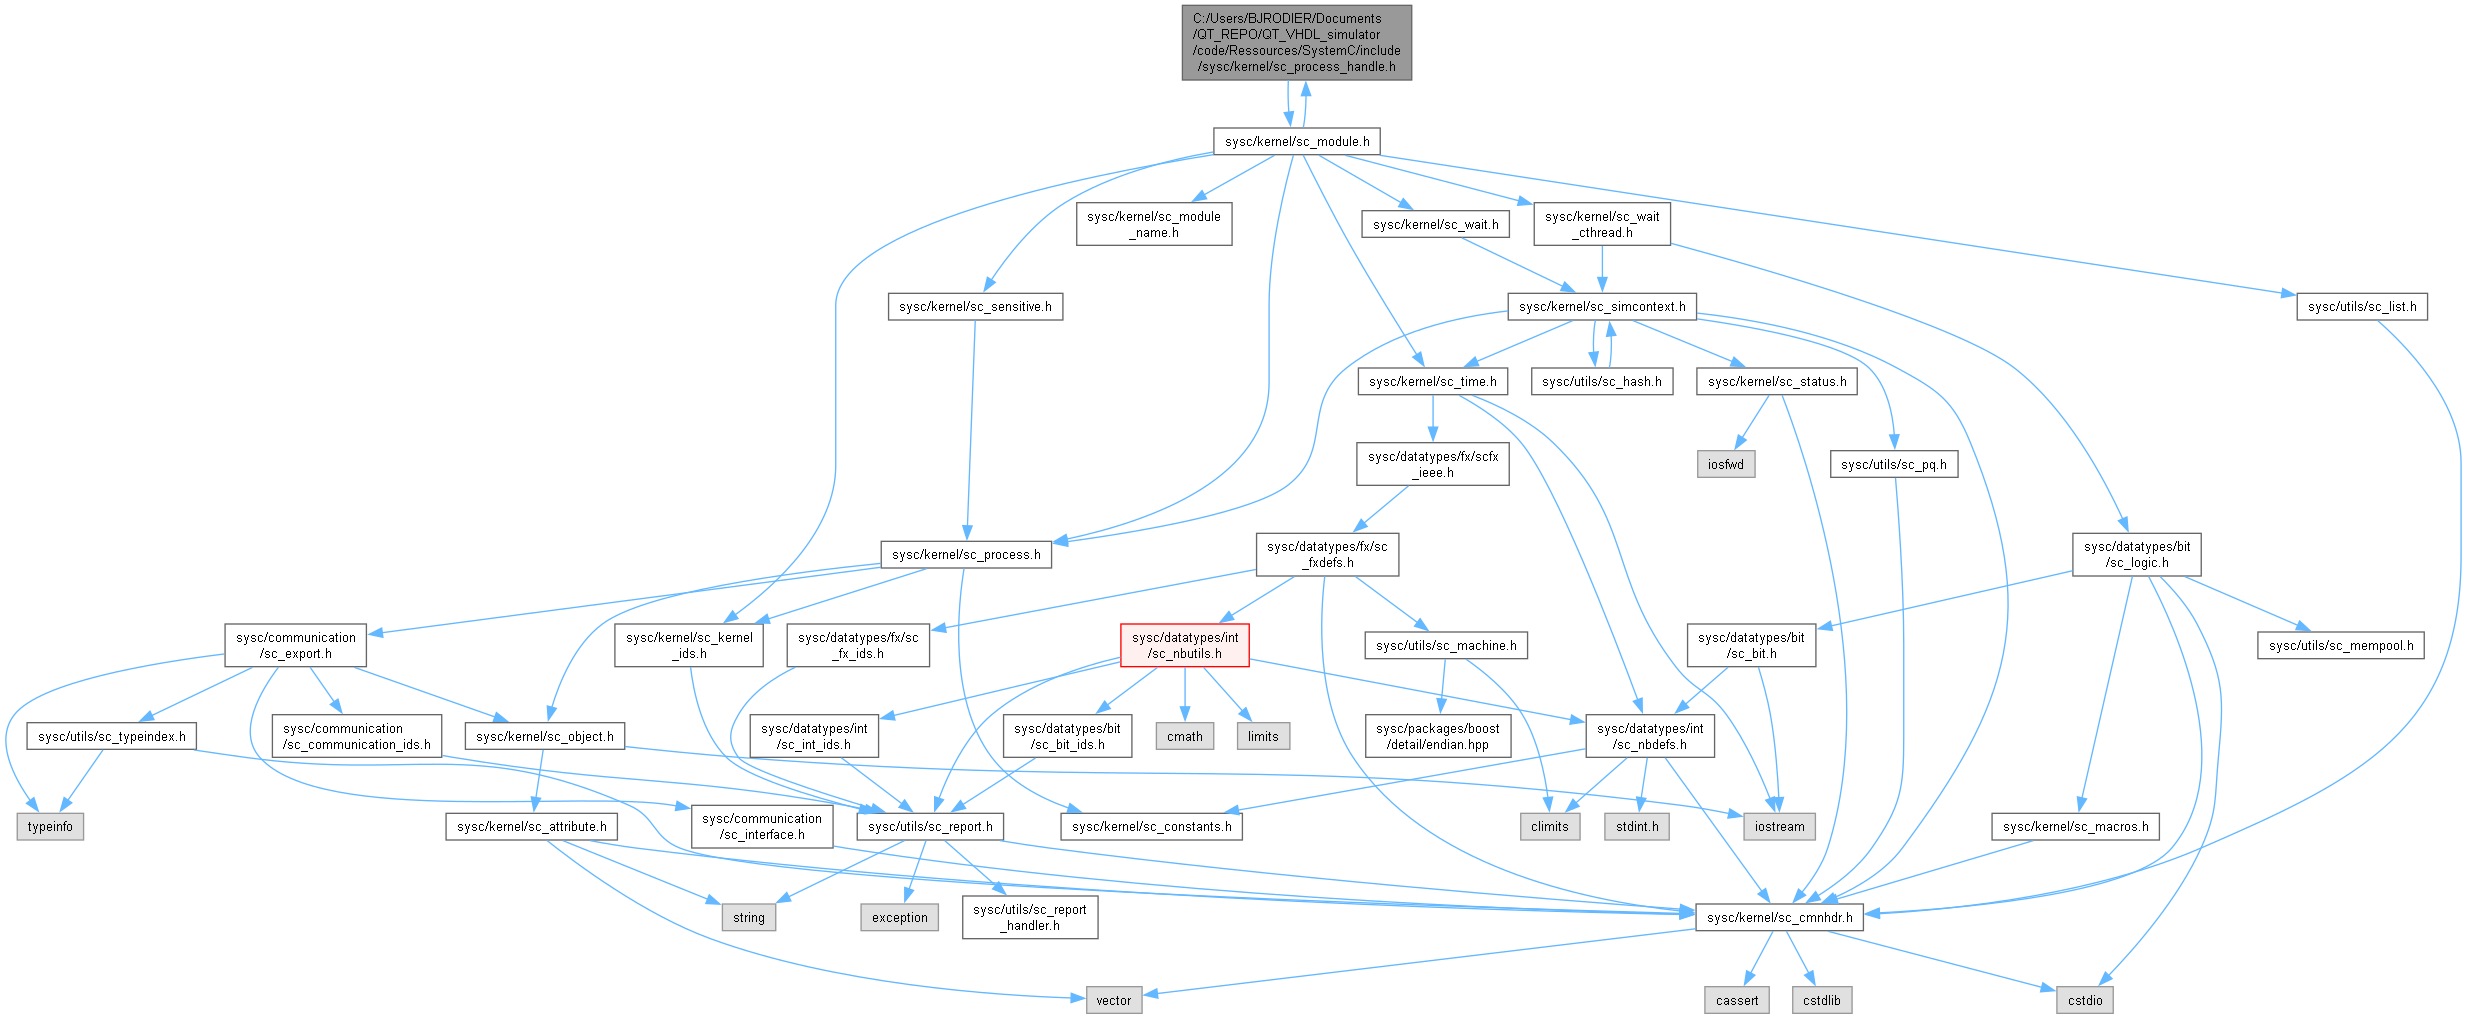 C:/Users/BJRODIER/Documents
/QT_REPO/QT_VHDL_simulator
/code/Ressources/SystemC/include
/sysc/kernel/sc_process_handle.h
sysc/kernel/sc_module.h
sysc/kernel/sc_module
_name.h
sysc/kernel/sc_wait.h
sysc/kernel/sc_wait
_cthread.h
sysc/kernel/sc_sensitive.h
sysc/kernel/sc_simcontext.h
sysc/utils/sc_list.h
sysc/kernel/sc_time.h
sysc/utils/sc_hash.h
sysc/kernel/sc_status.h
sysc/datatypes/fx/scfx
_ieee.h
iosfwd
sysc/utils/sc_pq.h
sysc/kernel/sc_process.h
sysc/datatypes/fx/sc
_fxdefs.h
sysc/datatypes/bit
/sc_logic.h
sysc/communication
/sc_export.h
sysc/kernel/sc_kernel
_ids.h
sysc/datatypes/fx/sc
_fx_ids.h
sysc/datatypes/int
/sc_nbutils.h
sysc/utils/sc_machine.h
sysc/datatypes/bit
/sc_bit.h
sysc/utils/sc_mempool.h
sysc/utils/sc_typeindex.h
sysc/communication
/sc_communication_ids.h
sysc/kernel/sc_object.h
sysc/datatypes/int
/sc_int_ids.h
sysc/datatypes/bit
/sc_bit_ids.h
cmath
limits
sysc/packages/boost
/detail/endian.hpp
sysc/datatypes/int
/sc_nbdefs.h
typeinfo
sysc/kernel/sc_attribute.h
sysc/communication
/sc_interface.h
sysc/utils/sc_report.h
sysc/kernel/sc_constants.h
climits
stdint.h
iostream
sysc/kernel/sc_macros.h
string
exception
sysc/utils/sc_report
_handler.h
sysc/kernel/sc_cmnhdr.h
vector
cassert
cstdlib
cstdio